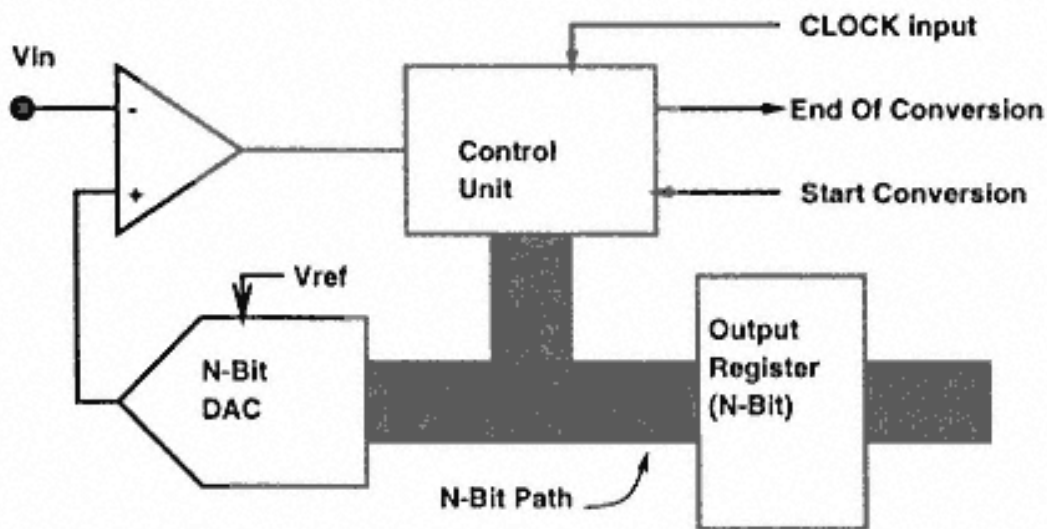 CLOCK input
VIn
-
End Of Conversion
Control
Unit
+
Start Conversion
Vref
Output
Register
(N-Bit)
N-Bit
DAC
N-Bit Path